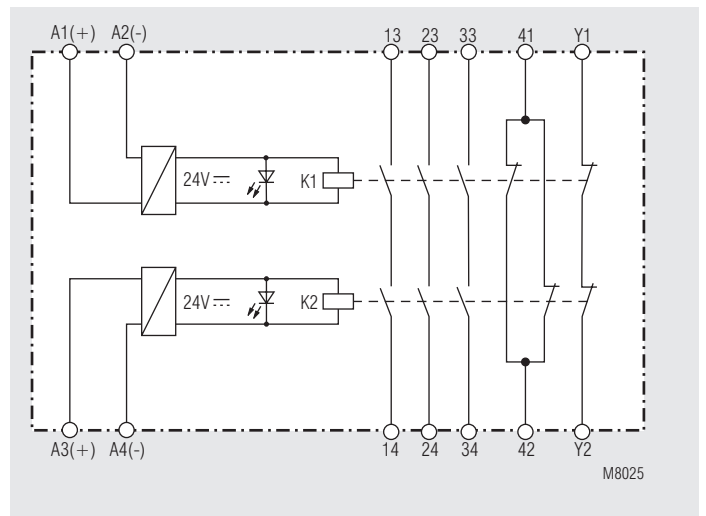 A1(+) A2(-) 13 23 33 41 Y1
24V K1
24V K2
A3(+) A4(-) 14 24 34 42 Y2
M8025